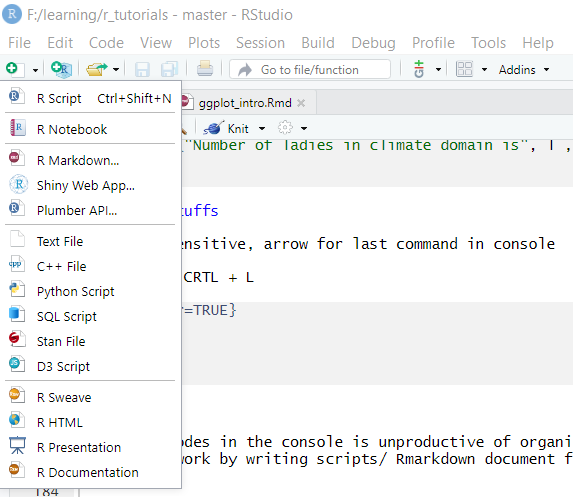 F:/learning/r_tutorials - master - RStudio
File Edit Code View Plots Session Build Debug Profile Tools Help
Go to file/function Addins
R Script Ctrl+Shift+N
ggplot_intro.Rmd
R Notebook
Knit
"Number of ladies in climate domain is",
R Markdown...
Shiny Web App...
Plumber API...
tuffs
Text File
ensitive, arrow for last command in console
C++ File
CRTL + L
Python Script
=TRUE}
SQL Script
Stan File
D3 Script
R Sweave
R HTML
odes in the console is unproductive of organi
R Presentation
work by writing scripts/ Rmarkdown document f
R Documentation
184